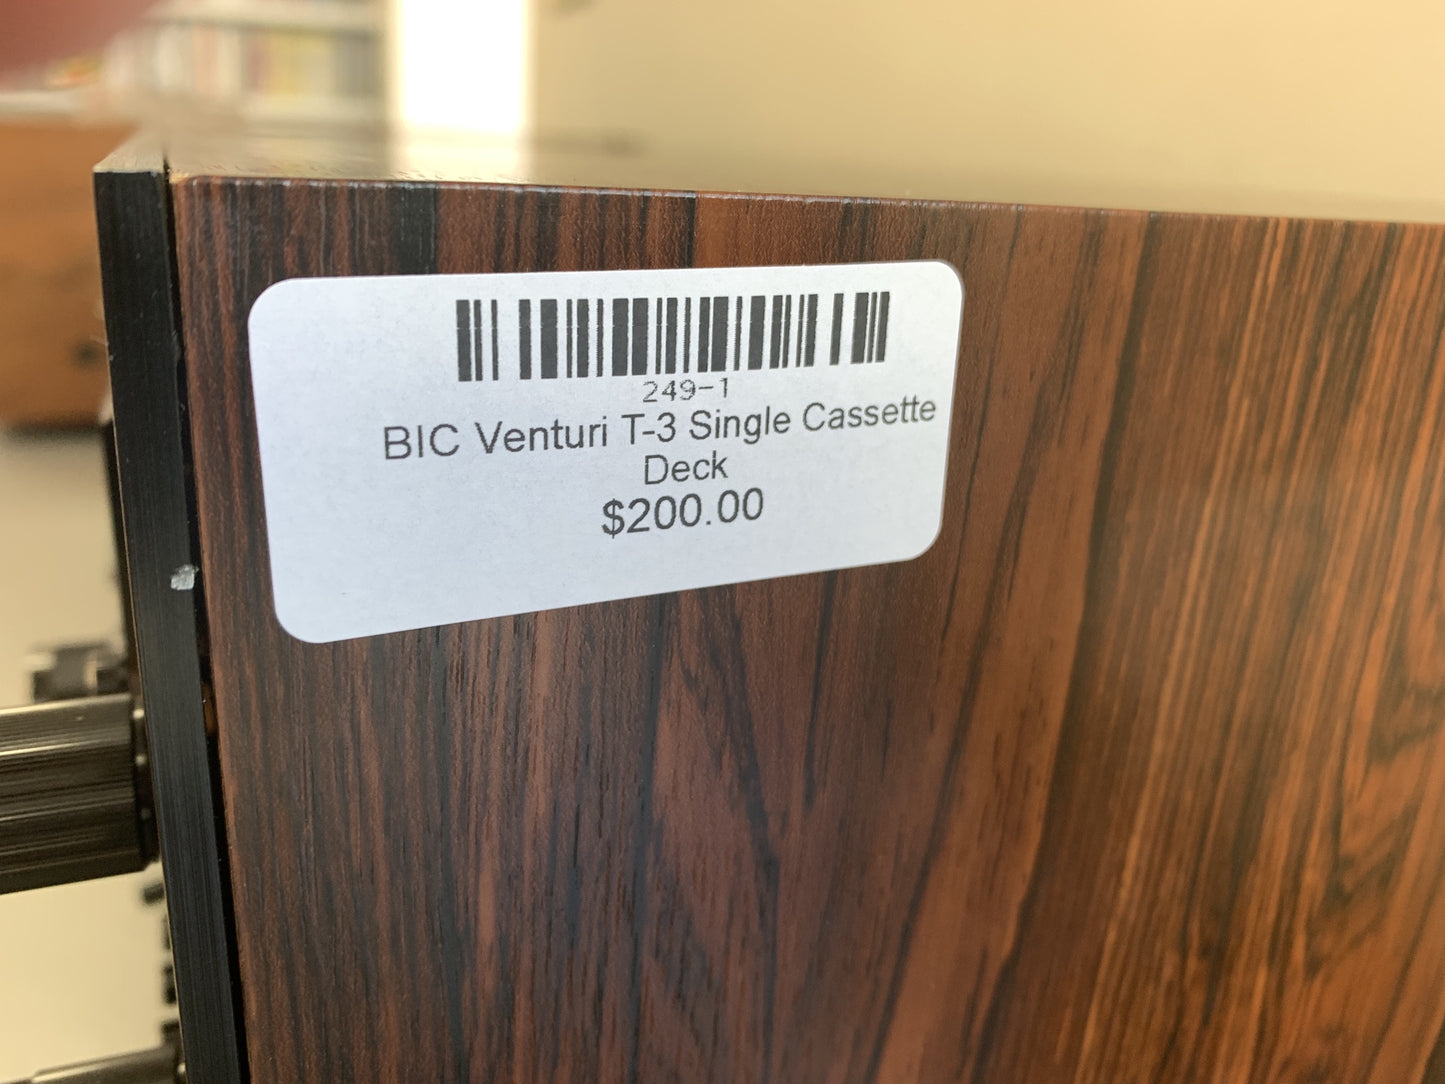 249-1
BIC Venturi T-3 Single Cassette
Deck
$200.00